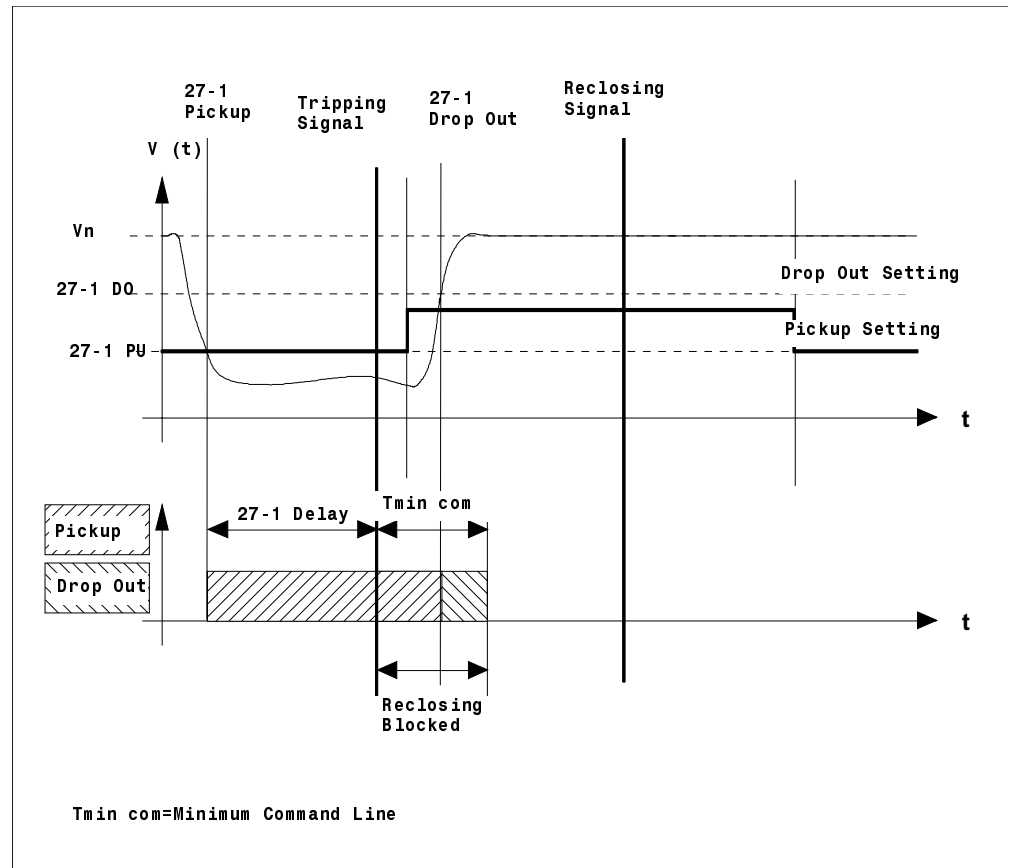 27-1
Pickup
Tripping
Signal
27-1
Drop Out
Reclosing
Signal
V (t)
Vn
27-1 DO
Drop Out Setting
Pickup Setting
27-1 PU
t
Tmin com
27-1 Delay
Pickup
Drop Out
t
Reclosing
Blocked
Tmin com=Minimum Command Line